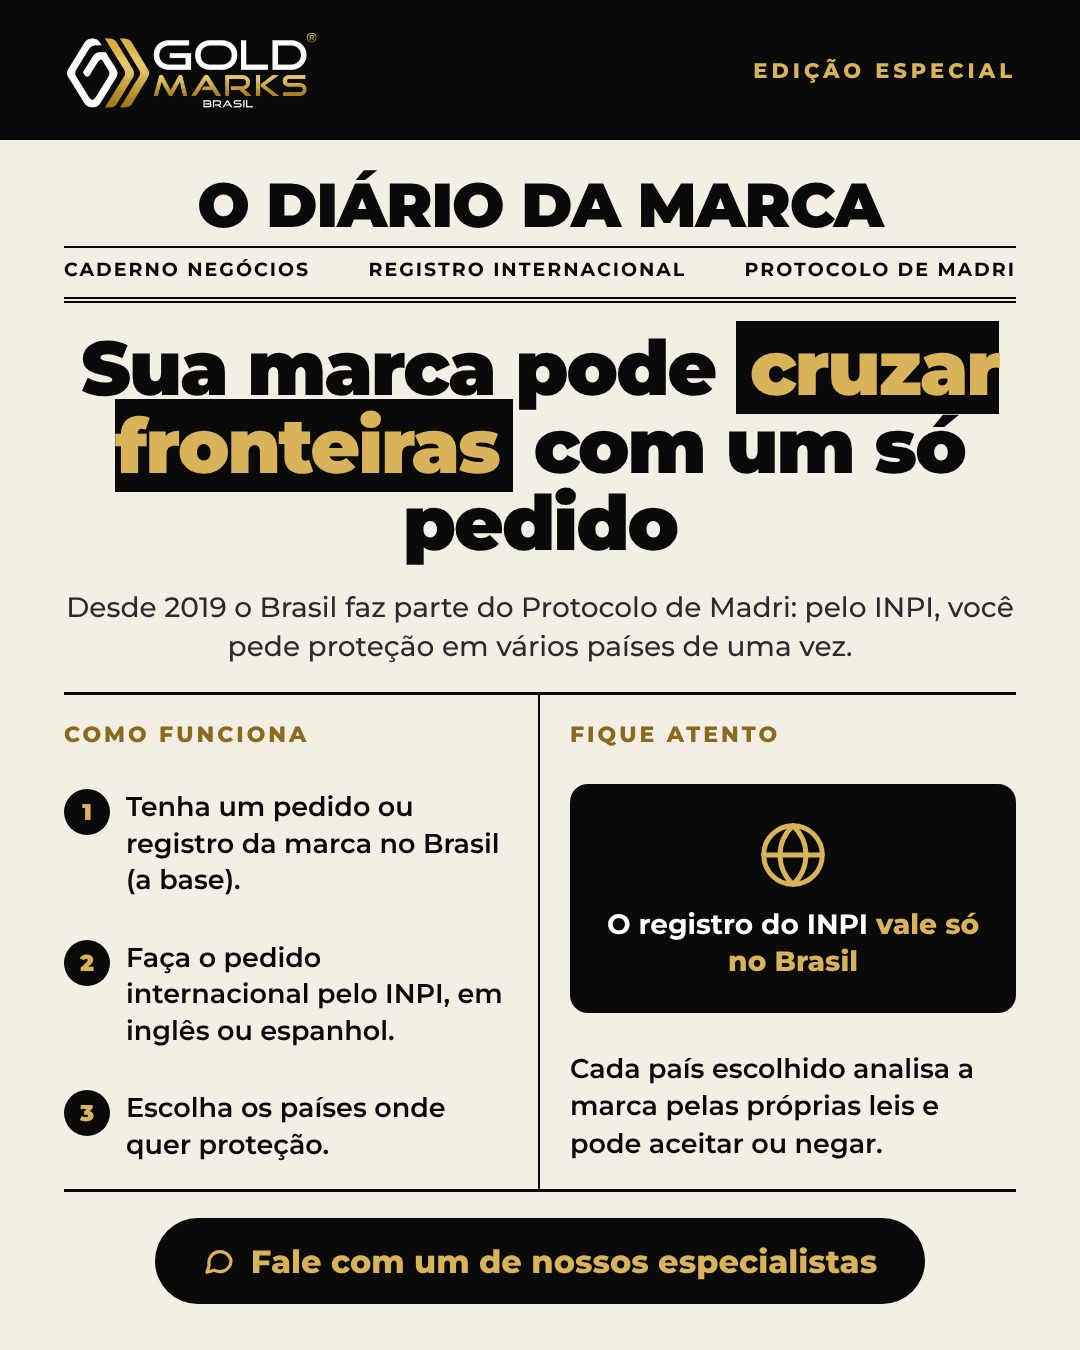 GOLD
MARKS
BRASIL
®
EDIÇÃO ESPECIAL
O DIÁRIO DA MARCA
CADERNO NEGÓCIOS
REGISTRO INTERNACIONAL
PROTOCOLO DE MADRI
Sua marca pode cruzar
fronteiras com um só
pedido
Desde 2019 o Brasil faz parte do Protocolo de Madri: pelo INPI, você
pede proteção em vários países de uma vez.
COMO FUNCIONA
1 Tenha um pedido ou
registro da marca no Brasil
(a base).
2 Faça o pedido
internacional pelo INPI, em
inglês ou espanhol.
3 Escolha os países onde
quer proteção.
FIQUE ATENTO
O registro do INPI vale só
no Brasil
Cada país escolhido analisa a
marca pelas próprias leis e
pode aceitar ou negar.
Fale com um de nossos especialistas